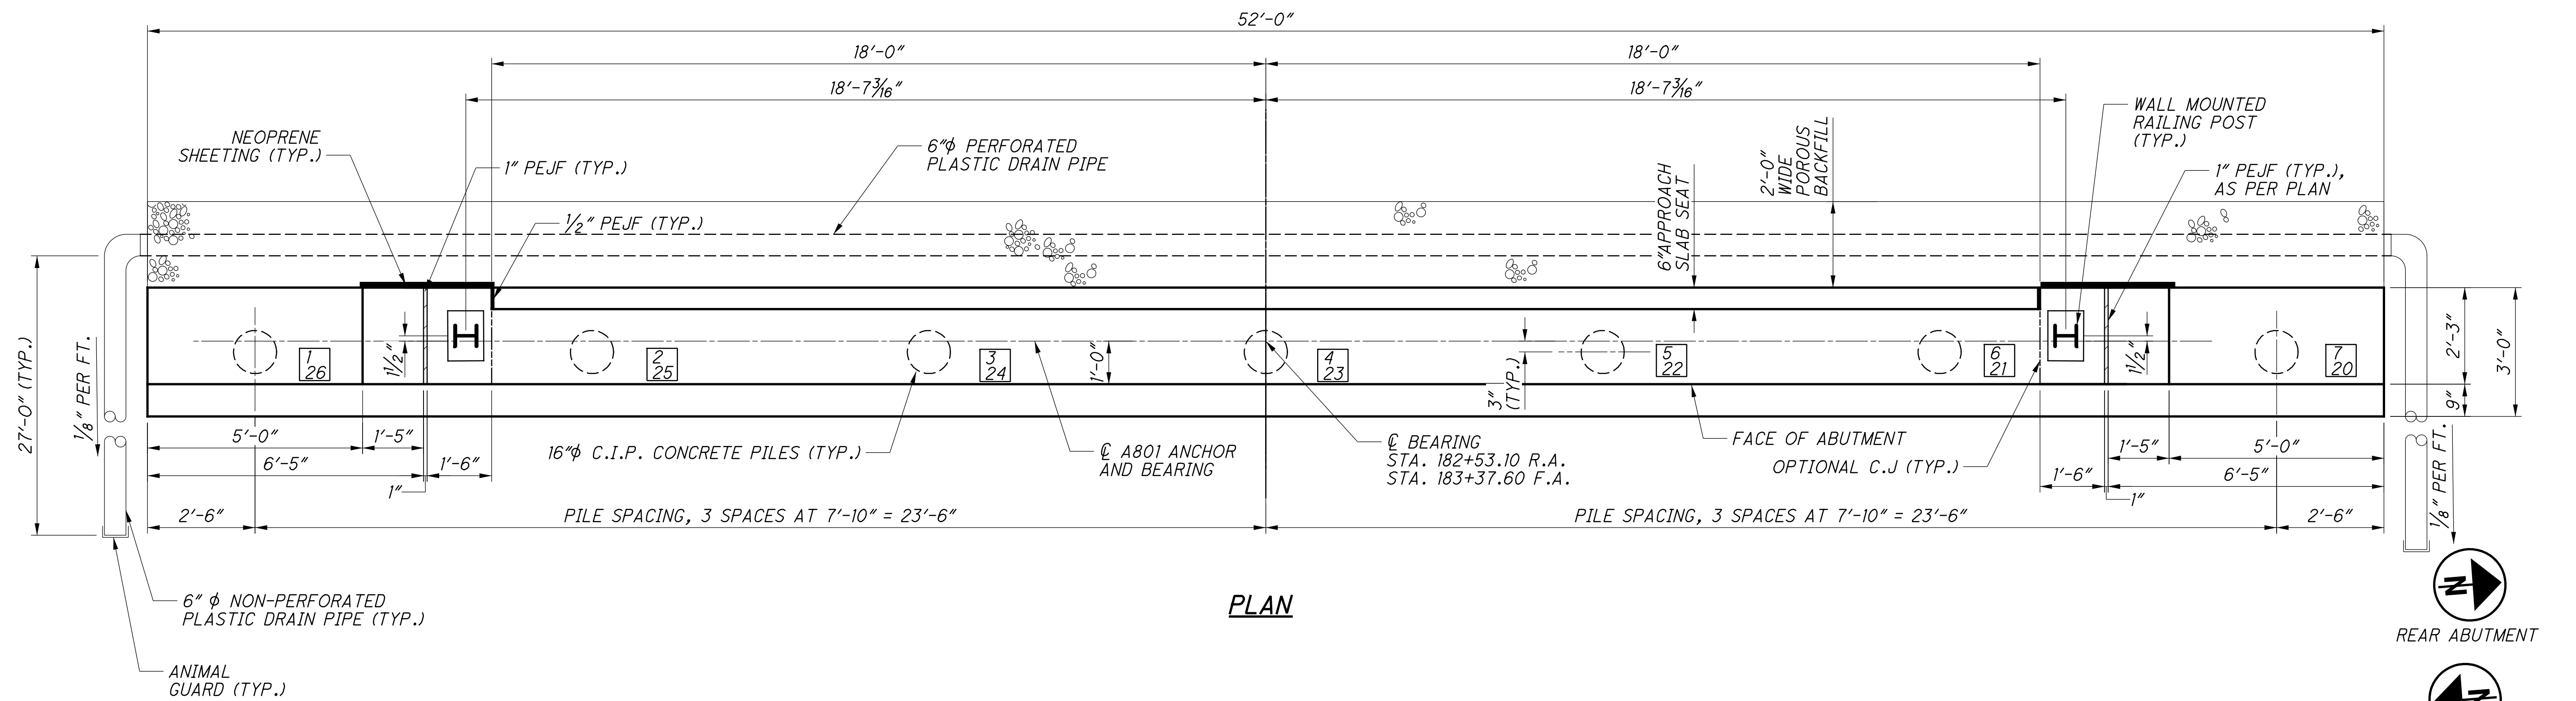 52'-0"
18'-0"
18'-0"
18'-7 3/16"
18'-7 3/16"
NEOPRENE
SHEETING (TYP.)
1" PEJF (TYP.)
1/2" PEJF (TYP.)
6"ϕ PERFORATED
PLASTIC DRAIN PIPE
6" APPROACH
SLAB SEAT
2'-0"
WIDE
POROUS
BACKFILL
WALL MOUNTED
RAILING POST
(TYP.)
1" PEJF (TYP.),
AS PER PLAN
27'-0" (TYP.)
1/8" PER FT.
1
26
1 1/2"
H
2
25
3
24
1'-0"
4
23
3"
(TYP.)
5
22
6
21
H
1 1/2"
7
20
2'-3"
9"
3'-0"
1/8" PER FT.
5'-0"
1'-5"
6'-5"
1'-6"
1"
16"ϕ C.I.P. CONCRETE PILES (TYP.)
℄ A801 ANCHOR
AND BEARING
℄ BEARING
STA. 182+53.10 R.A.
STA. 183+37.60 F.A.
FACE OF ABUTMENT
OPTIONAL C.J (TYP.)
1'-5"
5'-0"
1'-6"
6'-5"
1"
2'-6"
PILE SPACING, 3 SPACES AT 7'-10" = 23'-6"
PILE SPACING, 3 SPACES AT 7'-10" = 23'-6"
2'-6"
6" ϕ NON-PERFORATED
PLASTIC DRAIN PIPE (TYP.)
ANIMAL
GUARD (TYP.)
PLAN
N
REAR ABUTMENT
N